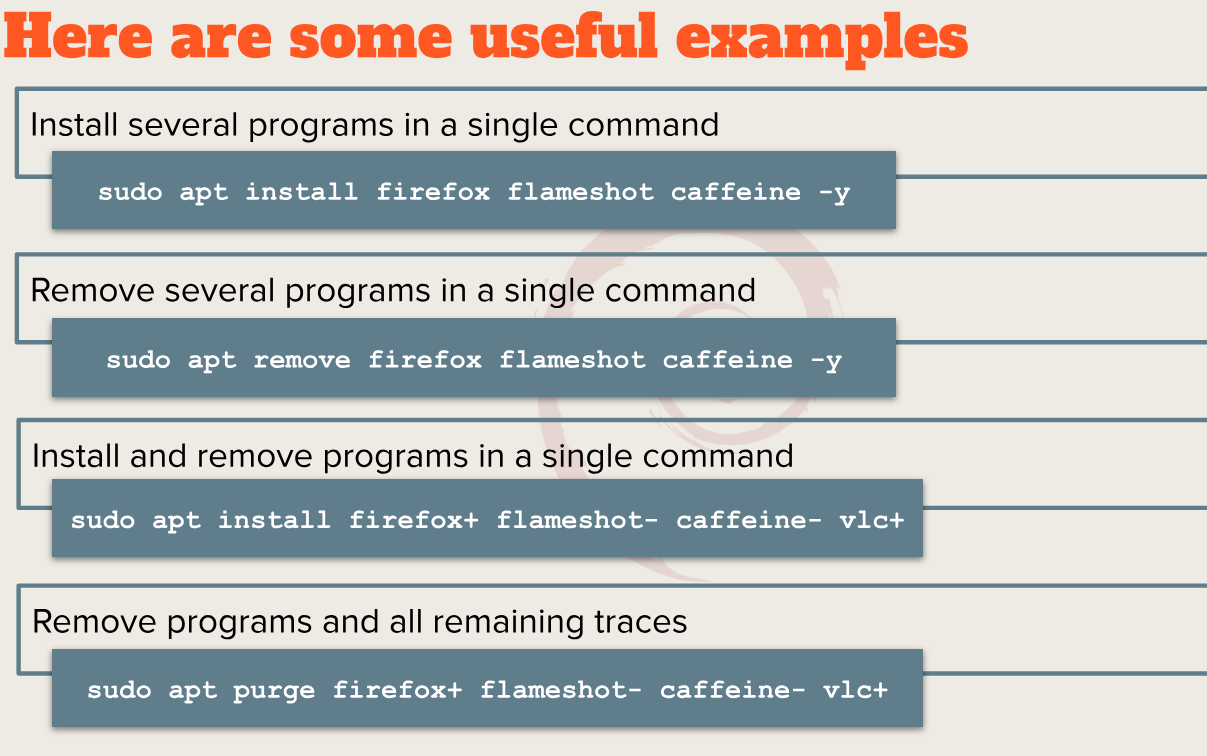 Here are some useful examples
Install several programs in a single command
sudo apt install firefox flameshot caffeine -y
Remove several programs in a single command
sudo apt remove firefox flameshot caffeine -y
Install and remove programs in a single command
sudo apt install firefox+ flameshot- caffeine- vlc+
Remove programs and all remaining traces
sudo apt purge firefox+ flameshot- caffeine- vlc+